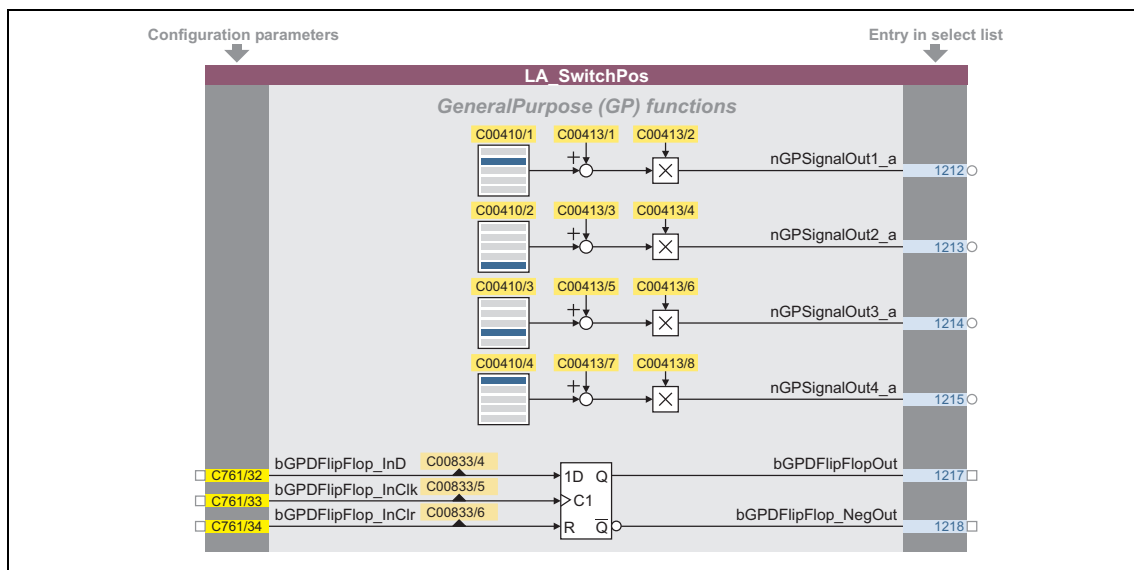 Configuration parameters
Entry in select list
LA_SwitchPos
GeneralPurpose (GP) functions
C00410/1 C00413/1 C00413/2
+ × nGPSignalOut1_a 1212
C00410/2 C00413/3 C00413/4
+ × nGPSignalOut2_a 1213
C00410/3 C00413/5 C00413/6
+ × nGPSignalOut3_a 1214
C00410/4 C00413/7 C00413/8
+ × nGPSignalOut4_a 1215
bGPDFlipFlop_InD C00833/4 bGPDFlipFlopOut
C761/32 1D Q 1217
bGPDFlipFlop_InClk C00833/5
C761/33 C1
bGPDFlipFlop_InClr C00833/6 bGPDFlipFlop_NegOut
C761/34 R Q̅ 1218